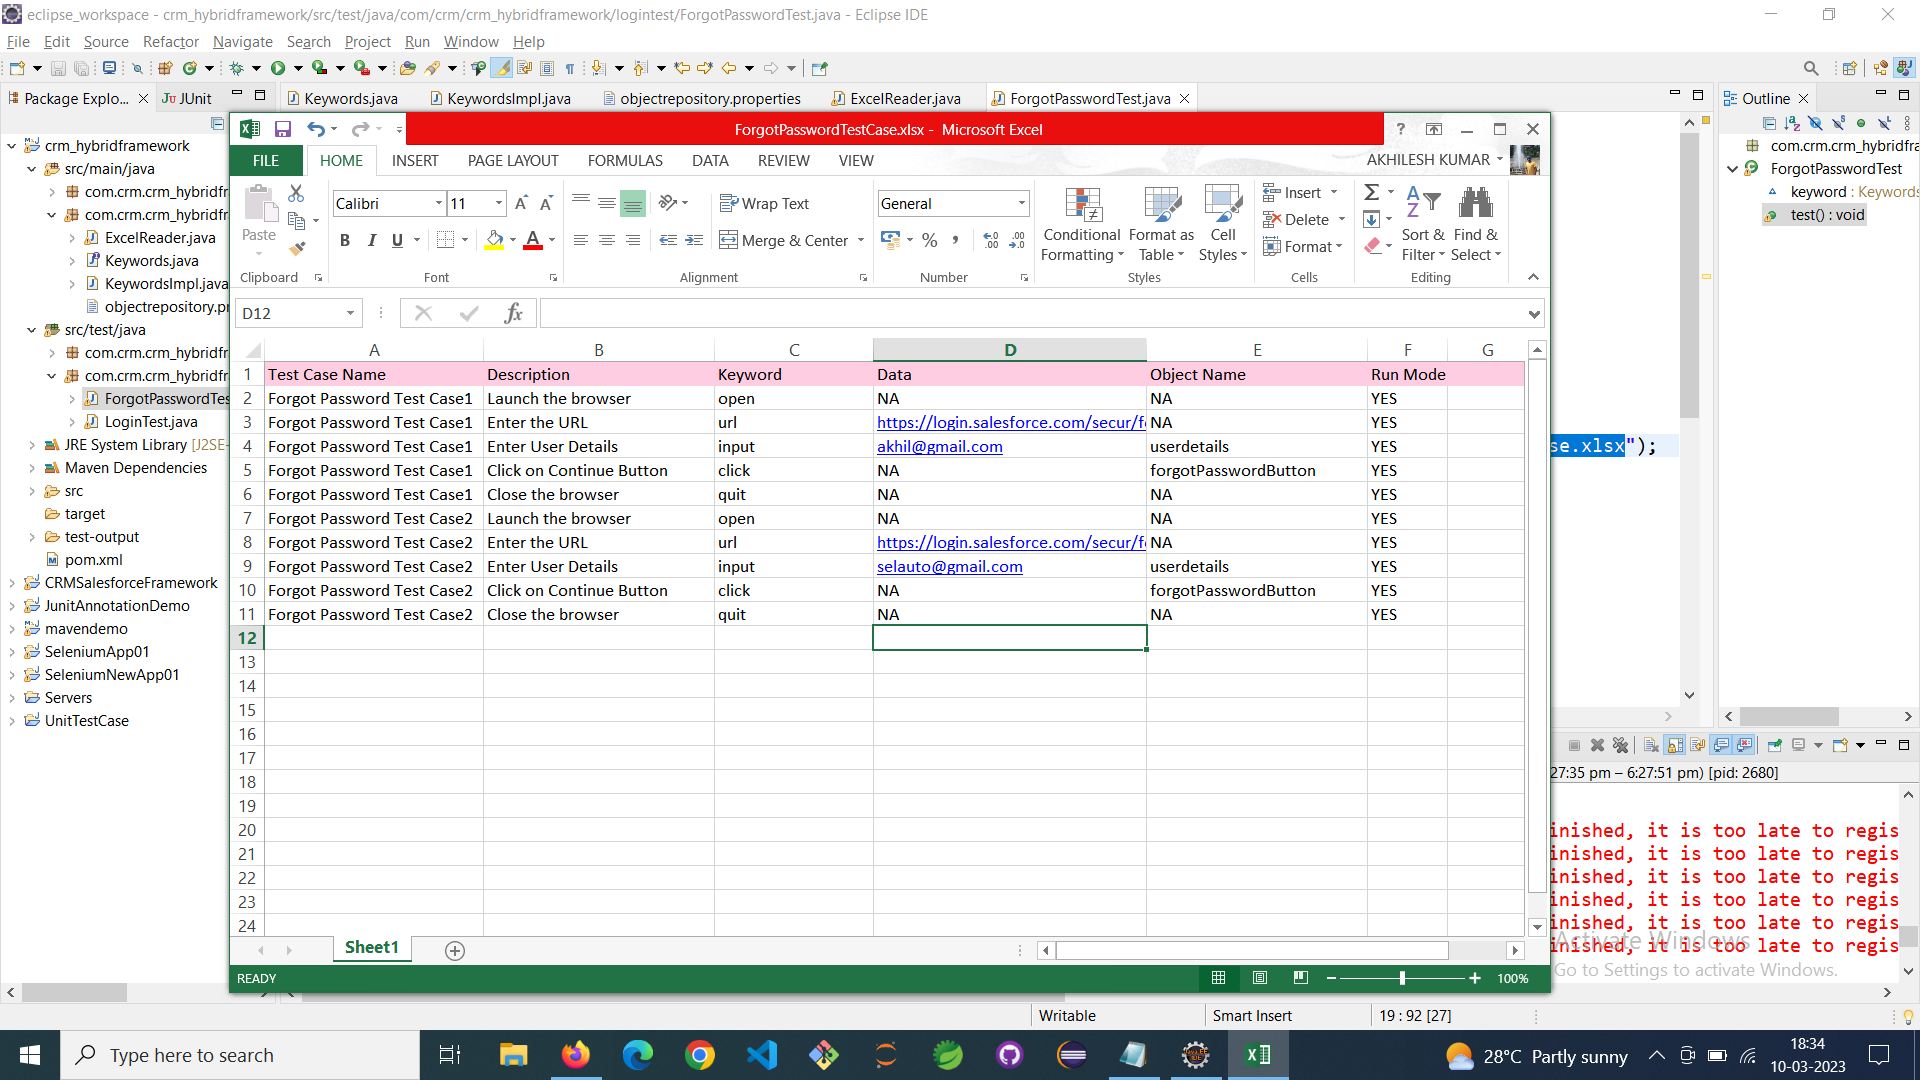 eclipse_workspace - crm_hybridframework/src/test/java/com/crm/crm_hybridframework/logintest/ForgotPasswordTest.java - Eclipse IDE
File Edit Source Refactor Navigate Search Project Run Window Help
Package Explo... JUnit Keywords.java KeywordsImpl.java objectrepository.properties ExcelReader.java ForgotPasswordTest.java Outline
ForgotPasswordTestCase.xlsx - Microsoft Excel
FILE HOME INSERT PAGE LAYOUT FORMULAS DATA REVIEW VIEW AKHILESH KUMAR
Paste Calibri 11 Wrap Text General Insert
B I U Merge & Center % Conditional Format as Cell Delete Sort & Find &
Formatting Table Styles Format Filter Select
Clipboard Font Alignment Number Styles Cells Editing
D12 fx
A B C D E F G
1 Test Case Name Description Keyword Data Object Name Run Mode
2 Forgot Password Test Case1 Launch the browser open NA NA YES
3 Forgot Password Test Case1 Enter the URL url https://login.salesforce.com/secur/f NA YES
4 Forgot Password Test Case1 Enter User Details input akhil@gmail.com userdetails YES
5 Forgot Password Test Case1 Click on Continue Button click NA forgotPasswordButton YES
6 Forgot Password Test Case1 Close the browser quit NA NA YES
7 Forgot Password Test Case2 Launch the browser open NA NA YES
8 Forgot Password Test Case2 Enter the URL url https://login.salesforce.com/secur/f NA YES
9 Forgot Password Test Case2 Enter User Details input selauto@gmail.com userdetails YES
10 Forgot Password Test Case2 Click on Continue Button click NA forgotPasswordButton YES
11 Forgot Password Test Case2 Close the browser quit NA NA YES
12
13
14
15
16
17
18
19
20
21
22
23
24
Sheet1
READY 100%
crm_hybridframework
src/main/java
com.crm.crm_hybridfr
com.crm.crm_hybridfr
ExcelReader.java
Keywords.java
KeywordsImpl.java
objectrepository.pr
src/test/java
com.crm.crm_hybridfr
com.crm.crm_hybridfr
ForgotPasswordTes
LoginTest.java
JRE System Library [J2SE-
Maven Dependencies
src
target
test-output
pom.xml
CRMSalesforceFramework
JunitAnnotationDemo
mavendemo
SeleniumApp01
SeleniumNewApp01
Servers
UnitTestCase
com.crm.crm_hybridfra
ForgotPasswordTest
keyword : Keywords
test() : void
se.xlsx");
27:35 pm – 6:27:51 pm) [pid: 2680]
inished, it is too late to regis
inished, it is too late to regis
inished, it is too late to regis
inished, it is too late to regis
inished, it is too late to regis
inished, it is too late to regis
Activate Windows
Go to Settings to activate Windows.
Writable Smart Insert 19 : 92 [27]
Type here to search 28°C Partly sunny 18:34
10-03-2023